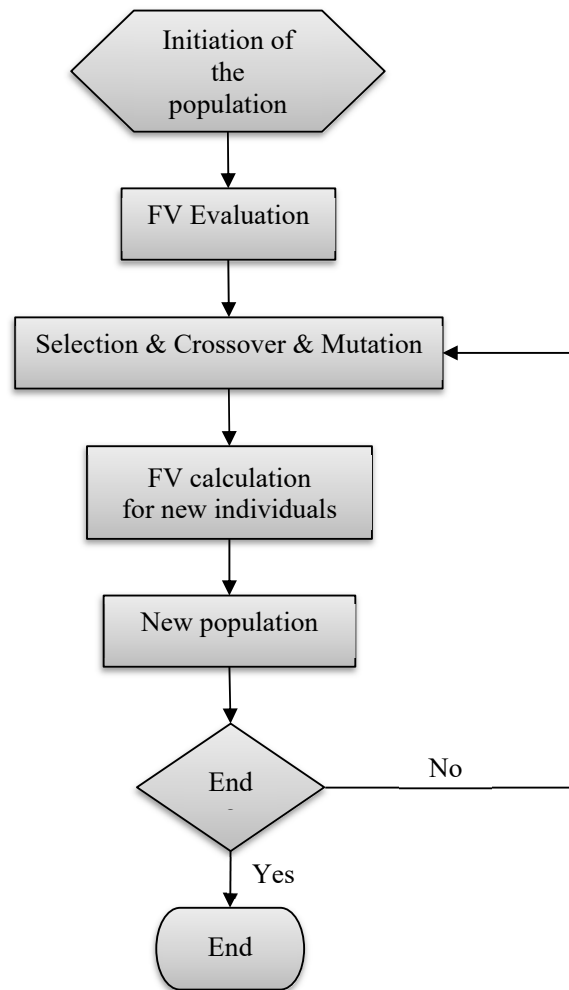 Initiation of
the
population
FV Evaluation
Selection & Crossover & Mutation
FV calculation
for new individuals
New population
End
No
Yes
End